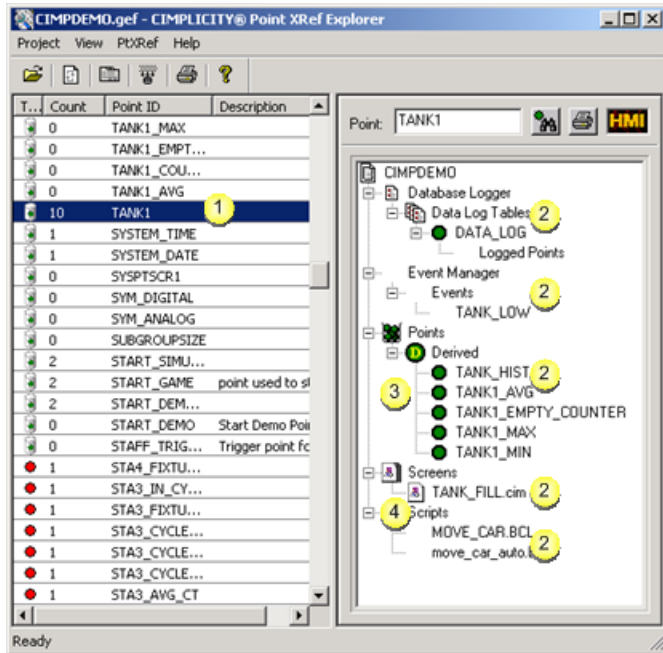 CIMPDEMO.gef - CIMPLICITY® Point XRef Explorer
Project View PtXRef Help
T... Count Point ID Description
0 TANK1_MAX
0 TANK1_EMPT...
0 TANK1_COU...
0 TANK1_AVG
10 TANK1 1
1 SYSTEM_TIME
1 SYSTEM_DATE
0 SYSPTSCR1
0 SYM_DIGITAL
0 SYM_ANALOG
0 SUBGROUPSIZE
2 START_SIMU...
2 START_GAME point used to st
2 START_DEM...
0 START_DEMO Start Demo Poin
0 STAFF_TRIG... Trigger point fo
1 STA4_FIXTU...
1 STA3_IN_CY...
1 STA3_FIXTU...
1 STA3_CYCLE...
1 STA3_CYCLE...
1 STA3_CYCLE...
1 STA3_AVG_CT
Point: TANK1 HMI
CIMPDEMO
Database Logger
Data Log Tables 2
DATA_LOG
Logged Points
Event Manager
Events 2
TANK_LOW
Points
D Derived
TANK_HIST 2
3 TANK1_AVG
TANK1_EMPTY_COUNTER
TANK1_MAX
TANK1_MIN
Screens
TANK_FILL.cim 2
4 Scripts
MOVE_CAR.BCL
move_car_auto. 2
Ready